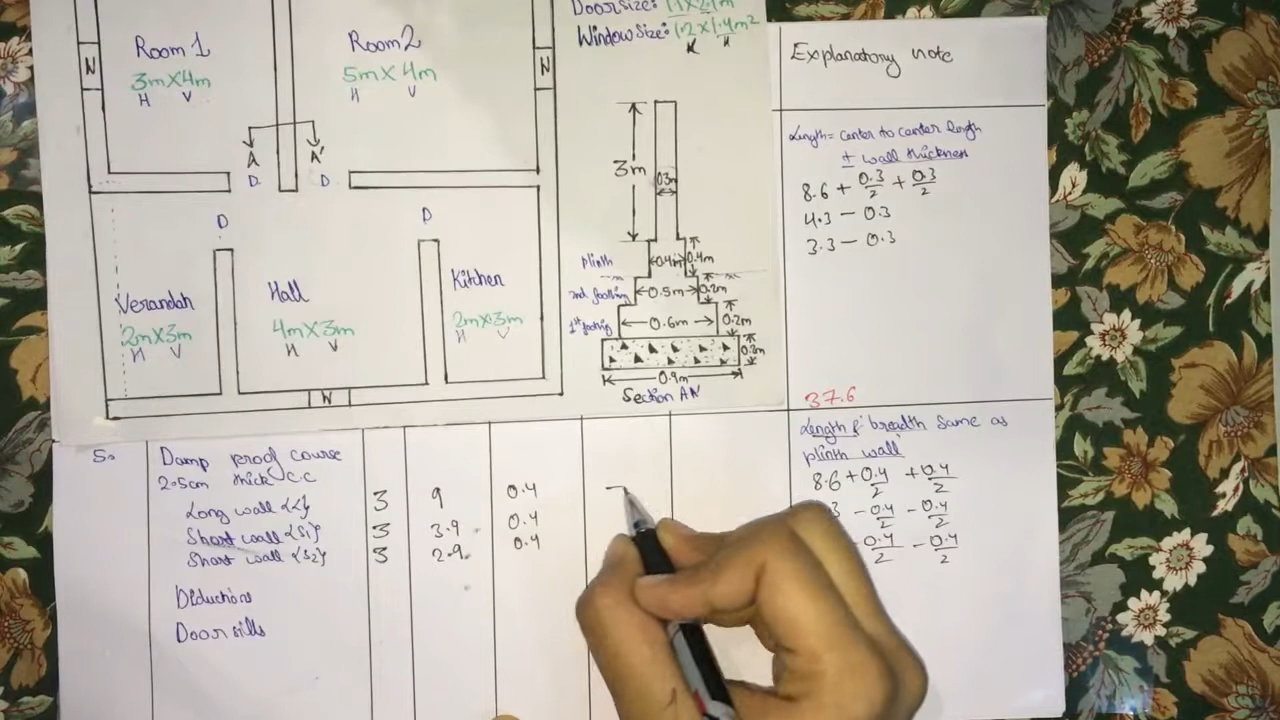 Door size: 1 x 2.1m
Window Size: 1.2 x 1.4m²
H H
Room 1
3m x 4m
H V
N
Room2
5m x 4m
H V
N
A A'
D D
D D
Verandah
2m x 3m
H V
Hall
4m x 3m
H V
Kitchen
2m x 3m
H V
W
3m
0.3m
plinth
0.4m 0.4m
2nd footing
0.5m 0.2m
1st footing
0.6m 0.2m
0.9m
Section AA'
Explanatory note
Length = center to center length
± wall thickness
8.6 + 0.3/2 + 0.3/2
4.3 - 0.3
3.3 - 0.3
37.6
Length & breadth same as
plinth wall
8.6 + 0.4/2 + 0.4/2
3 - 0.4/2 - 0.4/2
0.4/2 - 0.4/2
5.
Damp proof course
2.5cm thick C.C
Long wall {L} 3 9 0.4
Short wall {S1} 3 3.9 0.4
Short wall {S2} 3 2.9 0.4
Diductions
Door sills